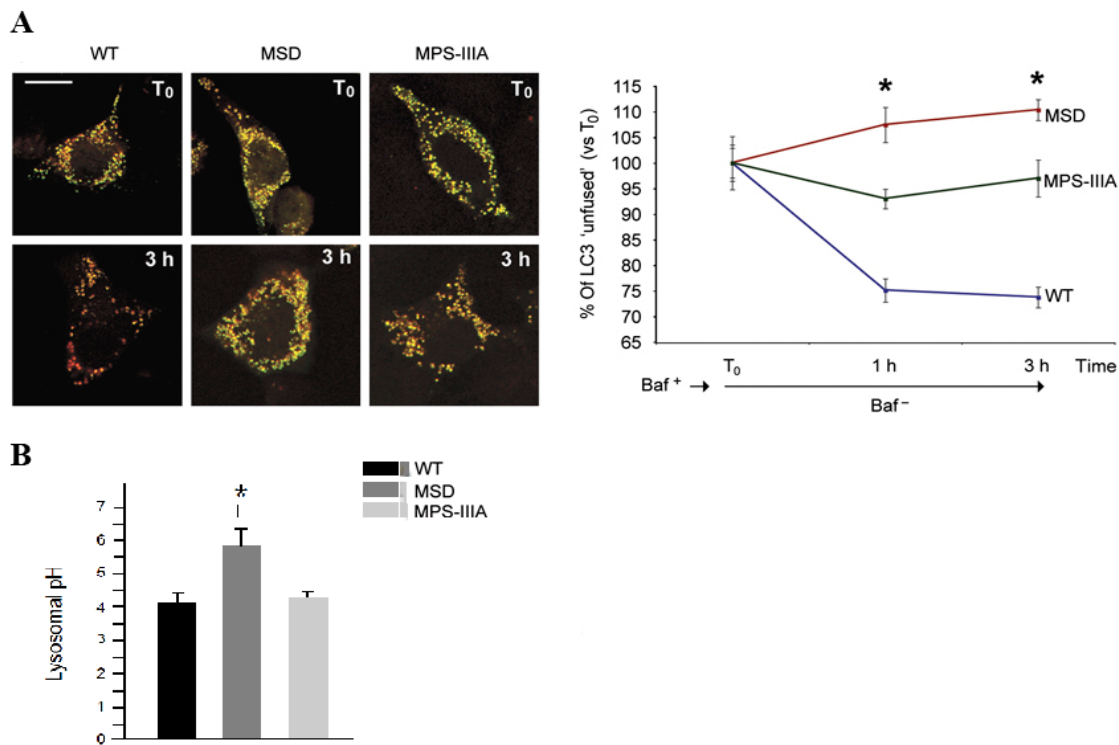 A
WT
MSD
MPS-IIIA
T0
T0
T0
3 h
3 h
3 h
% Of LC3 'unfused' (vs T0)
115
110
105
100
95
90
85
80
75
70
65
*
*
MSD
MPS-IIIA
WT
T0
1 h
3 h
Time
Baf + →
Baf −
B
WT
MSD
MPS-IIIA
Lysosomal pH
7
6
5
4
3
2
1
0
*